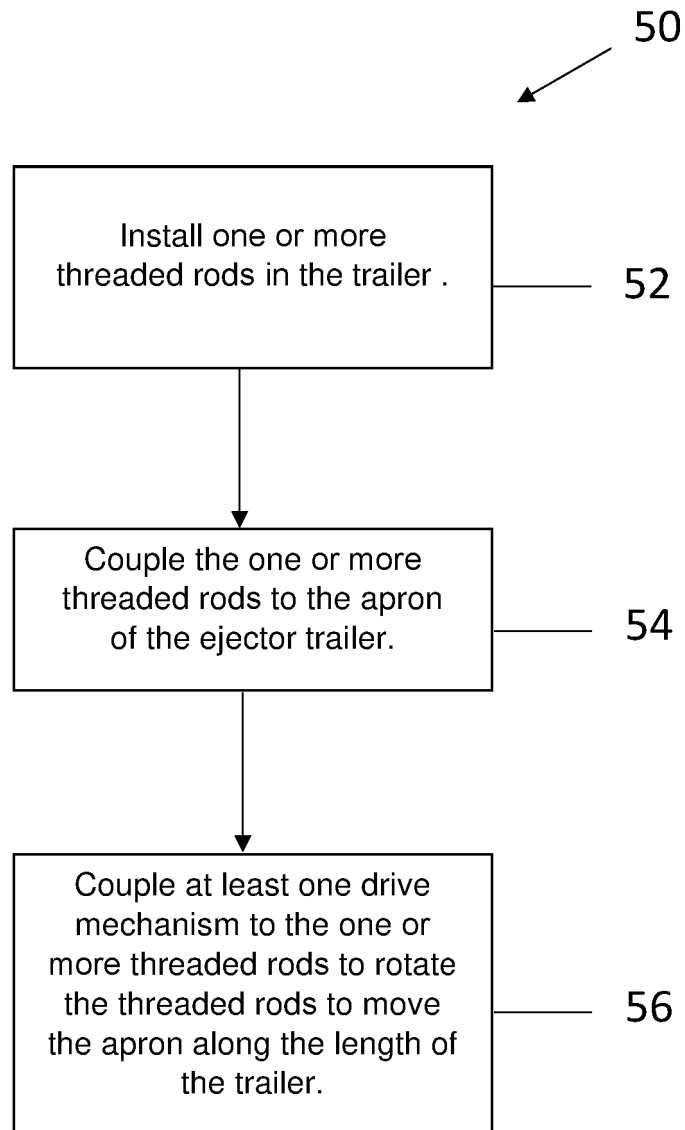 50
Install one or more
threaded rods in the trailer .
52
Couple the one or more
threaded rods to the apron
of the ejector trailer.
54
Couple at least one drive
mechanism to the one or
more threaded rods to rotate
the threaded rods to move
the apron along the length of
the trailer.
56